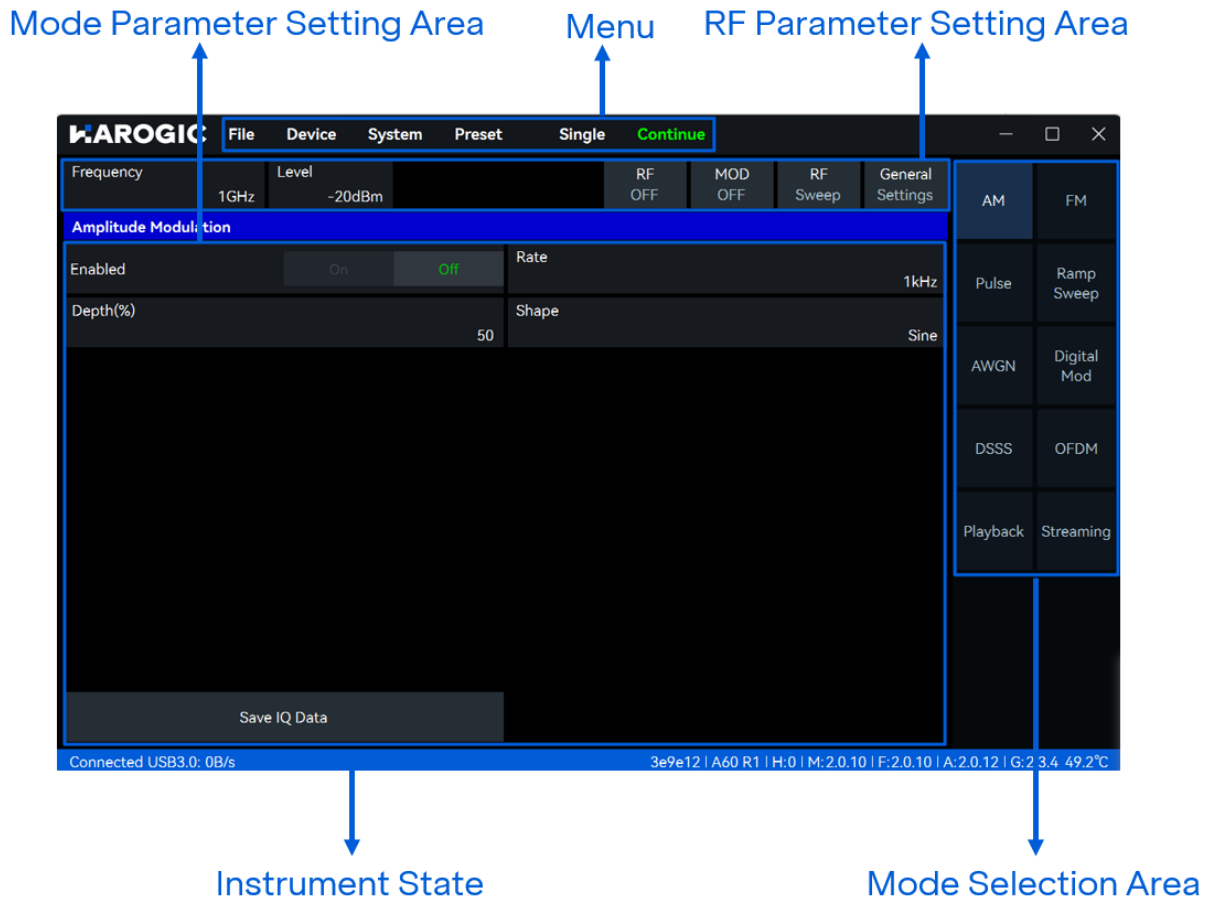 Mode Parameter Setting Area
Menu
RF Parameter Setting Area
HAROGIC File Device System Preset Single Continue
Frequency
1GHz
Level
-20dBm
RF
OFF
MOD
OFF
RF
Sweep
General
Settings
Amplitude Modulation
Enabled On Off
Rate
1kHz
Depth(%)
50
Shape
Sine
Save IQ Data
AM
FM
Pulse
Ramp
Sweep
AWGN
Digital
Mod
DSSS
OFDM
Playback
Streaming
Connected USB3.0: 0B/s
3e9e12 | A60 R1 | H:0 | M:2.0.10 | F:2.0.10 | A:2.0.12 | 49.2°C
Instrument State
Mode Selection Area